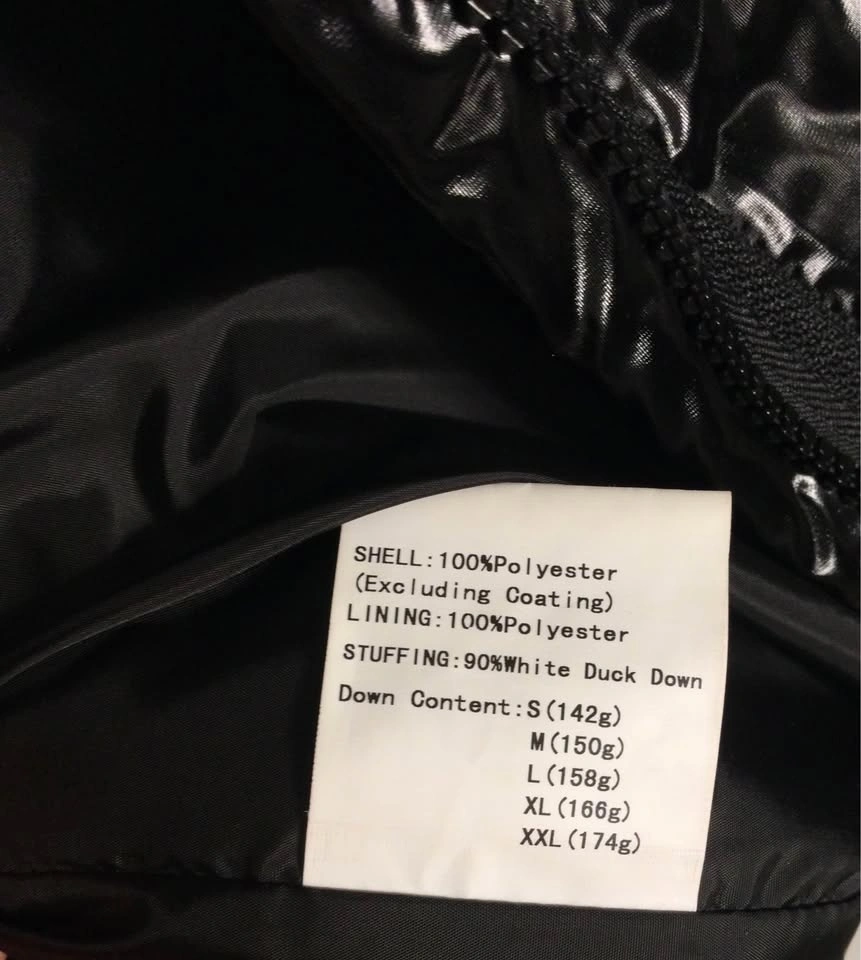 SHELL:100%Polyester
(Excluding Coating)
LINING:100%Polyester
STUFFING:90%White Duck Down
Down Content:S(142g)
M(150g)
L(158g)
XL(166g)
XXL(174g)